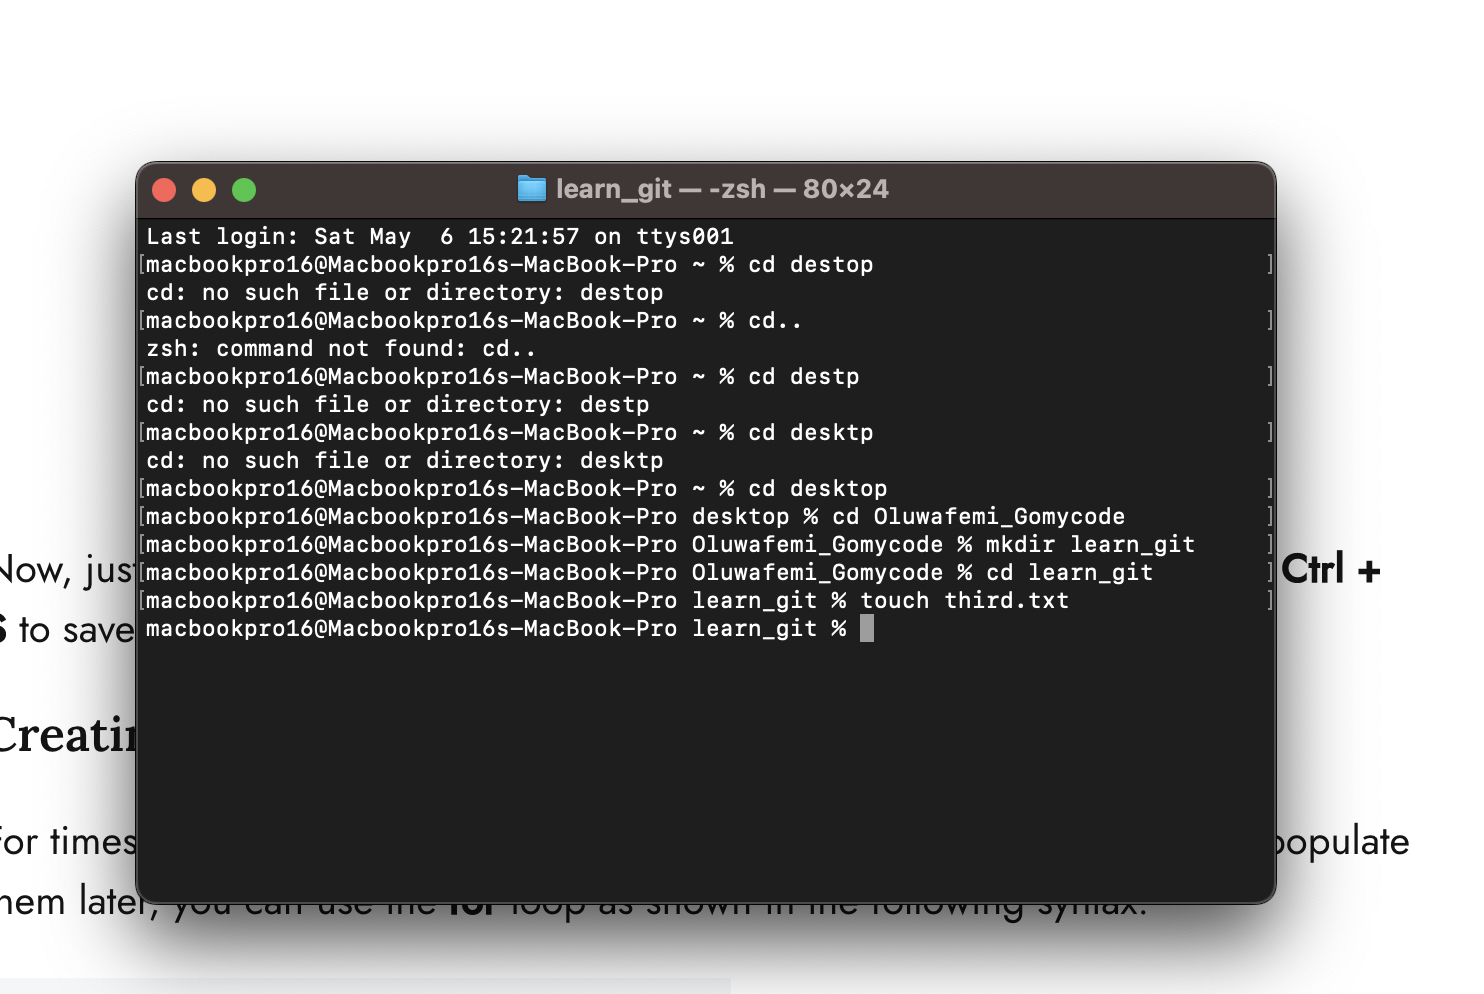 learn_git — -zsh — 80×24
Last login: Sat May  6 15:21:57 on ttys001
[macbookpro16@Macbookpro16s-MacBook-Pro ~ % cd destop ]
cd: no such file or directory: destop
[macbookpro16@Macbookpro16s-MacBook-Pro ~ % cd.. ]
zsh: command not found: cd..
[macbookpro16@Macbookpro16s-MacBook-Pro ~ % cd destp ]
cd: no such file or directory: destp
[macbookpro16@Macbookpro16s-MacBook-Pro ~ % cd desktp ]
cd: no such file or directory: desktp
[macbookpro16@Macbookpro16s-MacBook-Pro ~ % cd desktop ]
[macbookpro16@Macbookpro16s-MacBook-Pro desktop % cd Oluwafemi_Gomycode ]
[macbookpro16@Macbookpro16s-MacBook-Pro Oluwafemi_Gomycode % mkdir learn_git ]
[macbookpro16@Macbookpro16s-MacBook-Pro Oluwafemi_Gomycode % cd learn_git ]
[macbookpro16@Macbookpro16s-MacBook-Pro learn_git % touch third.txt ]
macbookpro16@Macbookpro16s-MacBook-Pro learn_git %
Now, just Ctrl +
S to save
For times populate
them later, you can use the for loop as shown in the following syntax: